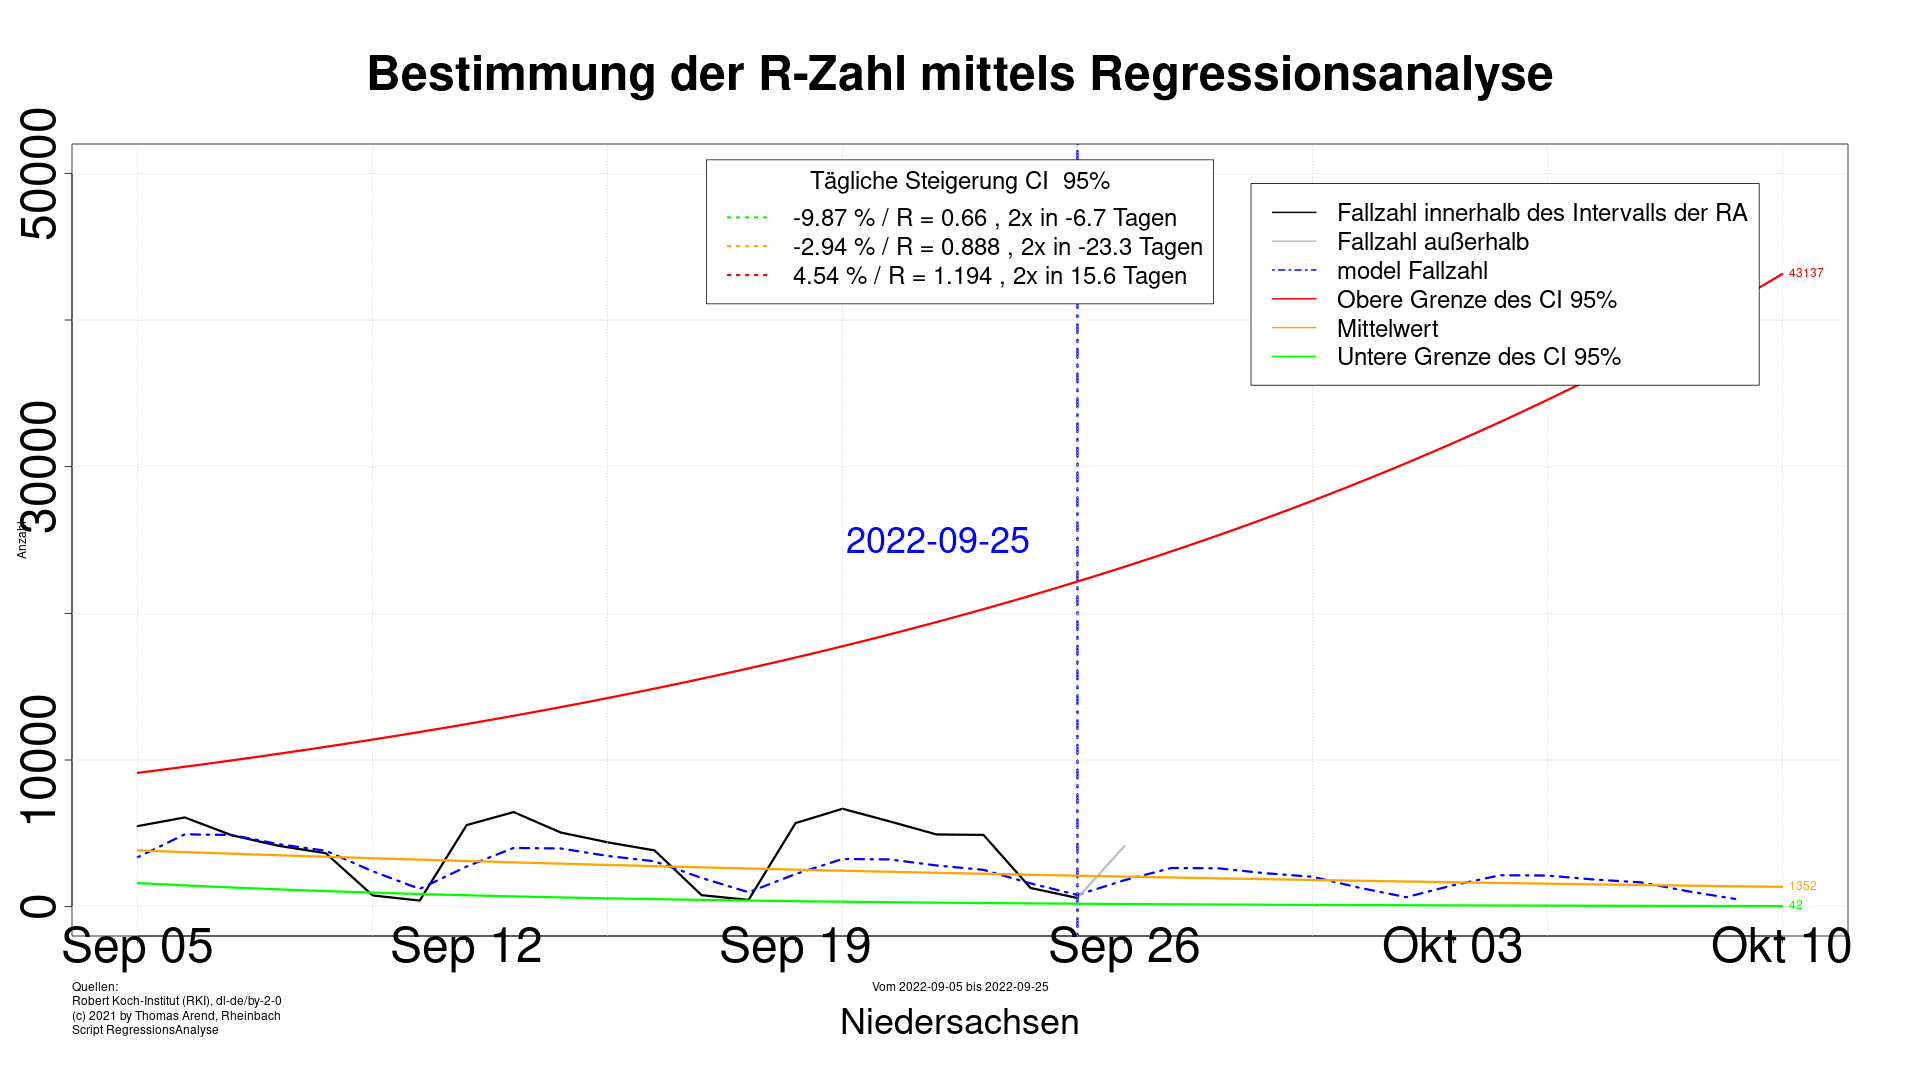 Bestimmung der R-Zahl mittels Regressionsanalyse
50000
30000
10000
0
Anzahl
Tägliche Steigerung CI  95%
-9.87 % / R = 0.66 , 2x in -6.7 Tagen
-2.94 % / R = 0.888 , 2x in -23.3 Tagen
4.54 % / R = 1.194 , 2x in 15.6 Tagen
Fallzahl innerhalb des Intervalls der RA
Fallzahl außerhalb
model Fallzahl
Obere Grenze des CI 95%
Mittelwert
Untere Grenze des CI 95%
43137
2022-09-25
1352
42
Sep 05
Sep 12
Sep 19
Sep 26
Okt 03
Okt 10
Quellen:
Robert Koch-Institut (RKI), dl-de/by-2-0
(c) 2021 by Thomas Arend, Rheinbach
Script RegressionsAnalyse
Vom 2022-09-05 bis 2022-09-25
Niedersachsen